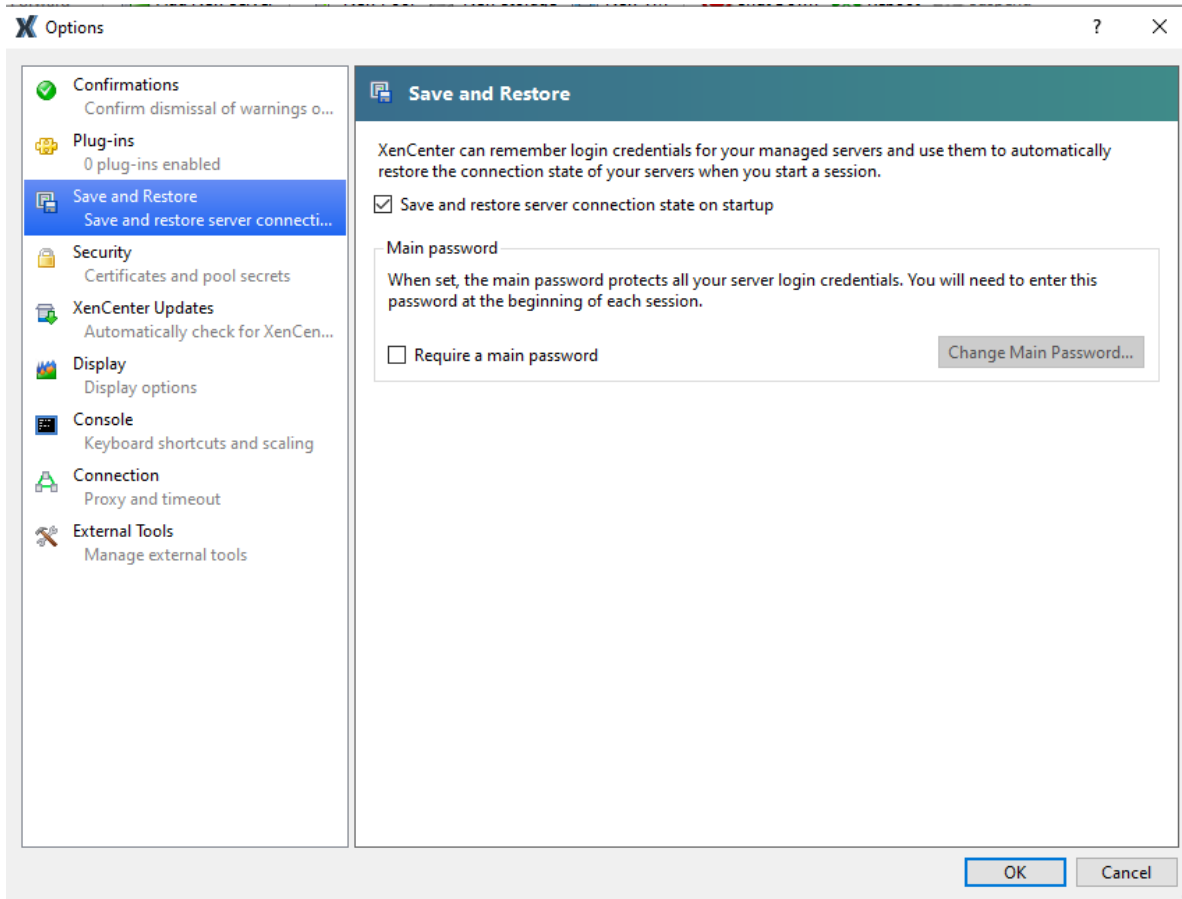 Options
?
Confirmations
Confirm dismissal of warnings o...
Plug-ins
0 plug-ins enabled
Save and Restore
Save and restore server connecti...
Security
Certificates and pool secrets
XenCenter Updates
Automatically check for XenCen...
Display
Display options
Console
Keyboard shortcuts and scaling
Connection
Proxy and timeout
External Tools
Manage external tools
Save and Restore
XenCenter can remember login credentials for your managed servers and use them to automatically
restore the connection state of your servers when you start a session.
Save and restore server connection state on startup
Main password
When set, the main password protects all your server login credentials. You will need to enter this
password at the beginning of each session.
Require a main password
Change Main Password...
OK
Cancel